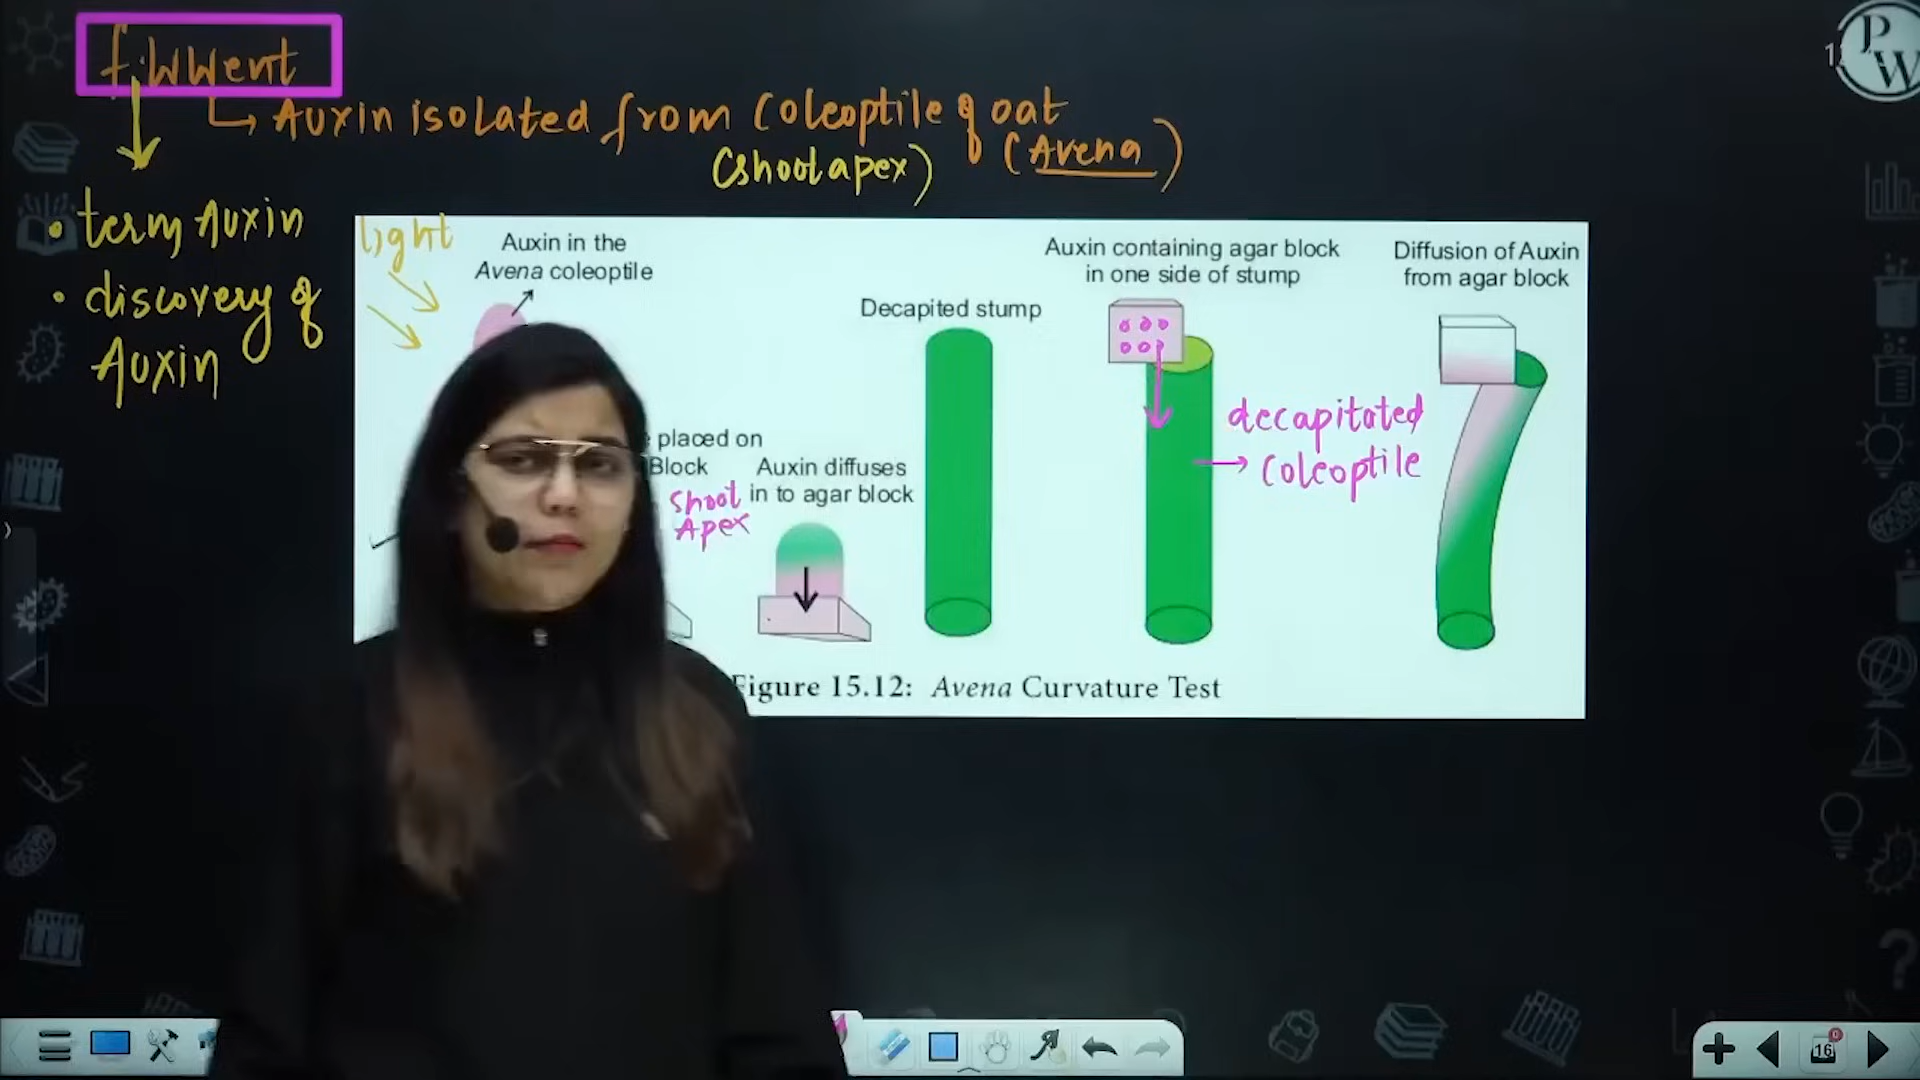 f.W Went
→ Auxin isolated from Coleoptile of oat
(shoot apex) (Avena)
• term Auxin
• discovery of
Auxin
light
Auxin in the
Avena coleoptile
placed on
Block
shoot
Apex
Auxin diffuses
in to agar block
Decapited stump
Auxin containing agar block
in one side of stump
decapitated
→ coleoptile
Diffusion of Auxin
from agar block
Figure 15.12: Avena Curvature Test
PW
16